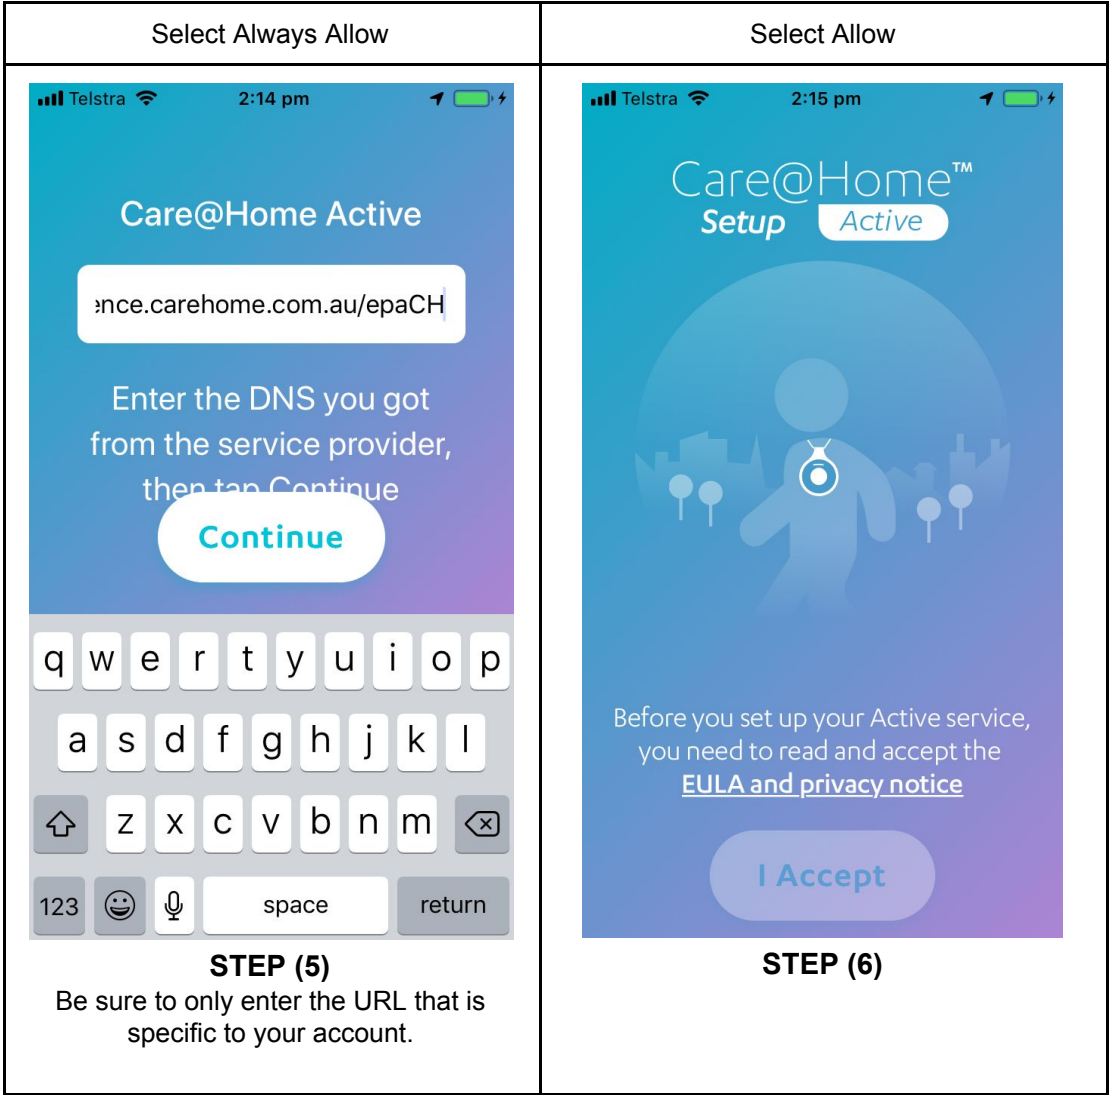 Select Always Allow
Select Allow
Telstra 2:14 pm
Care@Home Active
ence.carehome.com.au/epaCH
Enter the DNS you got
from the service provider,
then tap Continue
Continue
q w e r t y u i o p
a s d f g h j k l
z x c v b n m
123 space return
STEP (5)
Be sure to only enter the URL that is
specific to your account.
Telstra 2:15 pm
Care@Home™
Setup Active
Before you set up your Active service,
you need to read and accept the
EULA and privacy notice
I Accept
STEP (6)